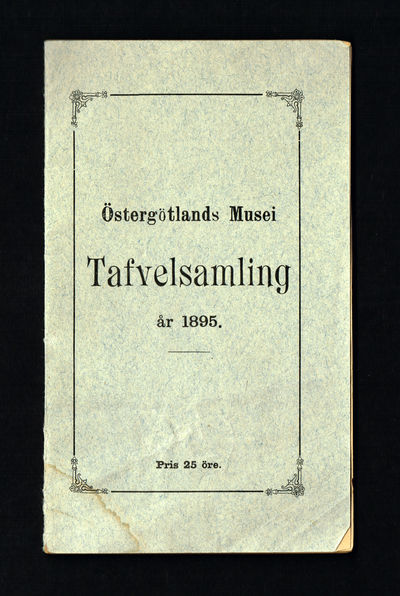 Östergötlands Musei
Tafvelsamling
år 1895.
Pris 25 öre.